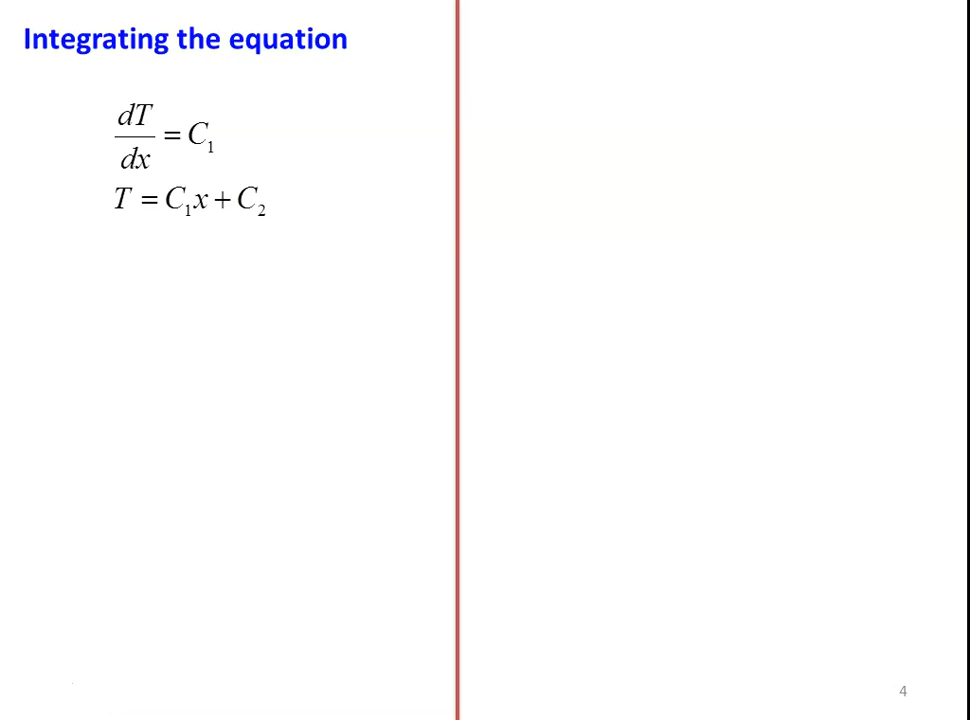 Integrating the equation
dT/dx = C₁
T = C₁x + C₂
4